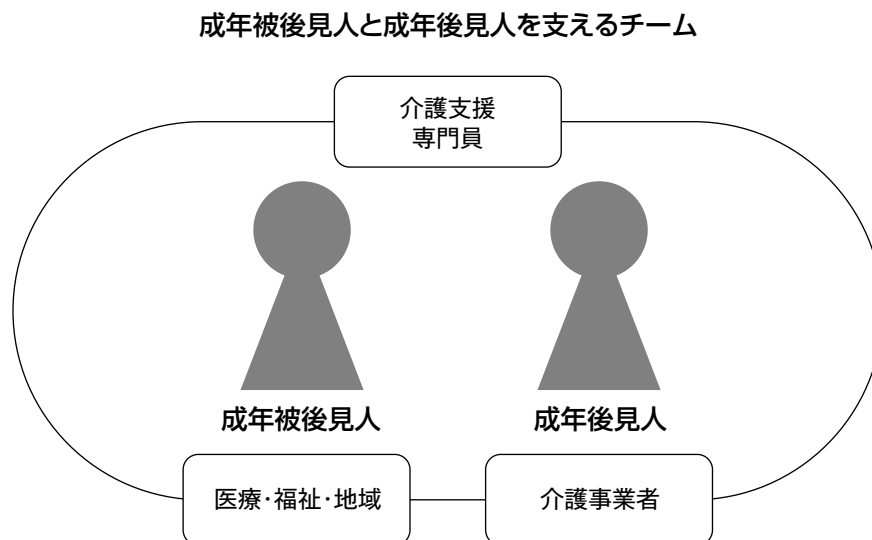 成年被後見人と成年後見人を支えるチーム
介護支援
専門員
成年被後見人
成年後見人
医療・福祉・地域
介護事業者